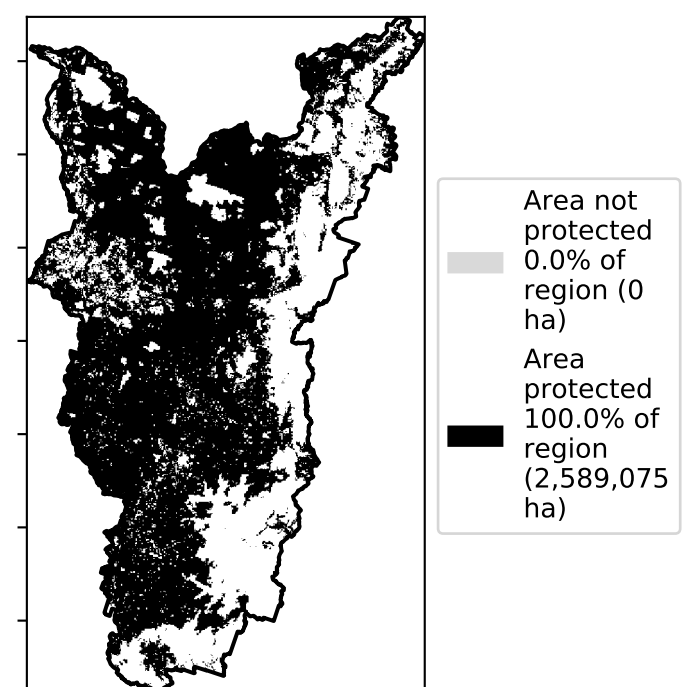 Area not
protected
0.0% of
region (0
ha)
Area
protected
100.0% of
region
(2,589,075
ha)